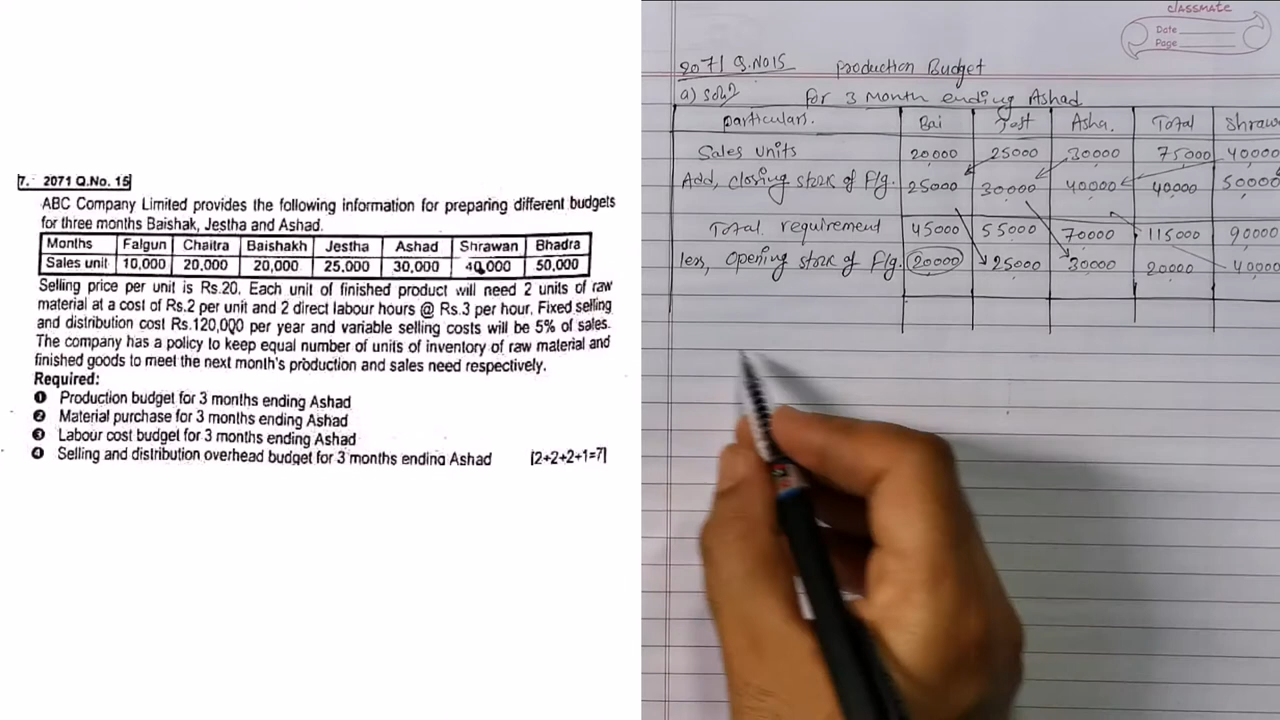 7. 2071 Q.No. 15
ABC Company Limited provides the following information for preparing different budgets
for three months Baishak, Jestha and Ashad.
Months Falgun Chaitra Baishakh Jestha Ashad Shrawan Bhadra
Sales unit 10,000 20,000 20,000 25,000 30,000 40,000 50,000
Selling price per unit is Rs.20. Each unit of finished product will need 2 units of raw
material at a cost of Rs.2 per unit and 2 direct labour hours @ Rs.3 per hour. Fixed selling
and distribution cost Rs.120,000 per year and variable selling costs will be 5% of sales.
The company has a policy to keep equal number of units of inventory of raw material and
finished goods to meet the next month's production and sales need respectively.
Required:
1 Production budget for 3 months ending Ashad
2 Material purchase for 3 months ending Ashad
3 Labour cost budget for 3 months ending Ashad
4 Selling and distribution overhead budget for 3 months ending Ashad [2+2+2+1=7]
classmate
Date
Page
2071 Q.NO15 Production Budget
a) Solⁿ for 3 Month ending Ashad
particulars. Bai Jest Asha. Total Shraw
Sales units 20,000 25000 30000 75000 40000
Add, closing stock of F/g. 25000 30000 40000 40000 50000
Total requirement 45000 55000 70000 115000 90000
less, Opening stock of F/g. 20000 25000 30000 20000 40000